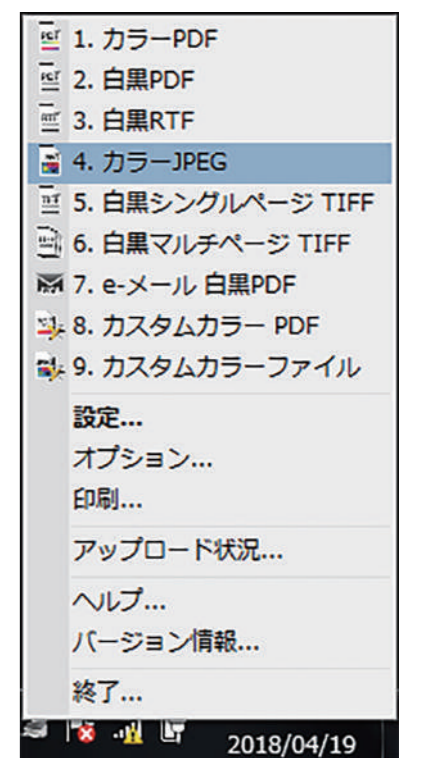 1. カラーPDF
2. 白黒PDF
3. 白黒RTF
4. カラーJPEG
5. 白黒シングルページ TIFF
6. 白黒マルチページ TIFF
7. e-メール 白黒PDF
8. カスタムカラー PDF
9. カスタムカラーファイル
設定...
オプション...
印刷...
アップロード状況...
ヘルプ...
バージョン情報...
終了...
2018/04/19